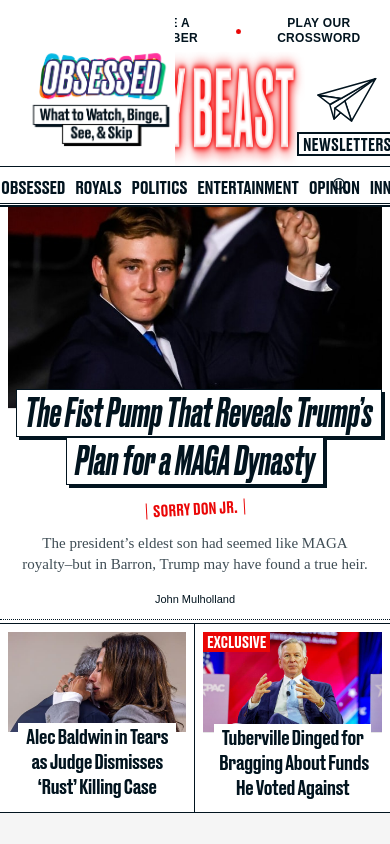 PLAY OUR
CROSSWORD
OBSESSED
What to Watch, Binge,
See, & Skip
Y BEAST
NEWSLETTERS
OBSESSED ROYALS POLITICS ENTERTAINMENT OPINION INN
The Fist Pump That Reveals Trump's
Plan for a MAGA Dynasty
SORRY DON JR.
The president’s eldest son had seemed like MAGA
royalty–but in Barron, Trump may have found a true heir.
John Mulholland
EXCLUSIVE
CPAC
Alec Baldwin in Tears
as Judge Dismisses
‘Rust’ Killing Case
Tuberville Dinged for
Bragging About Funds
He Voted Against